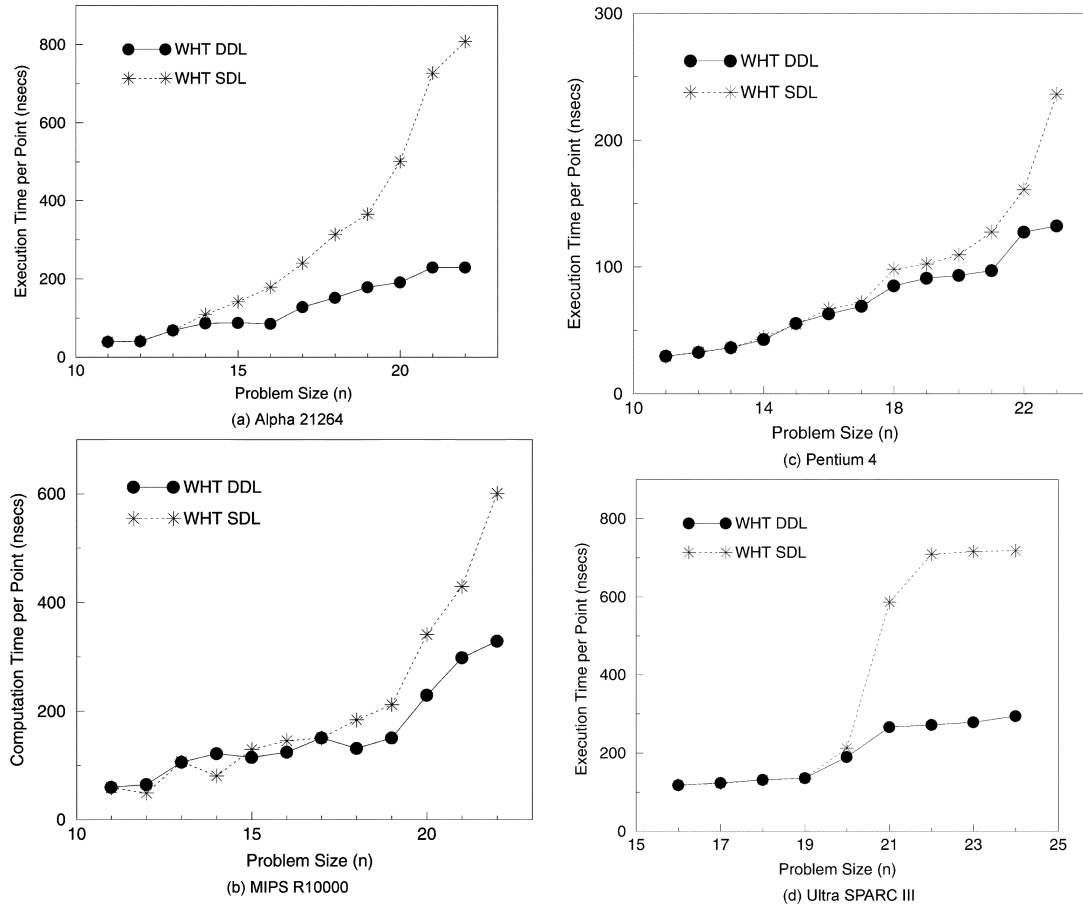 800
600
400
200
0
Execution Time per Point (nsecs)
WHT DDL
WHT SDL
10
15
20
Problem Size (n)
(a) Alpha 21264
300
200
100
0
Execution Time per Point (nsecs)
WHT DDL
WHT SDL
10
14
18
22
Problem Size (n)
(c) Pentium 4
600
400
200
0
Computation Time per Point (nsecs)
WHT DDL
WHT SDL
10
15
20
Problem Size (n)
(b) MIPS R10000
800
600
400
200
0
Execution Time per Point (nsecs)
WHT DDL
WHT SDL
15
17
19
21
23
25
Problem Size (n)
(d) Ultra SPARC III